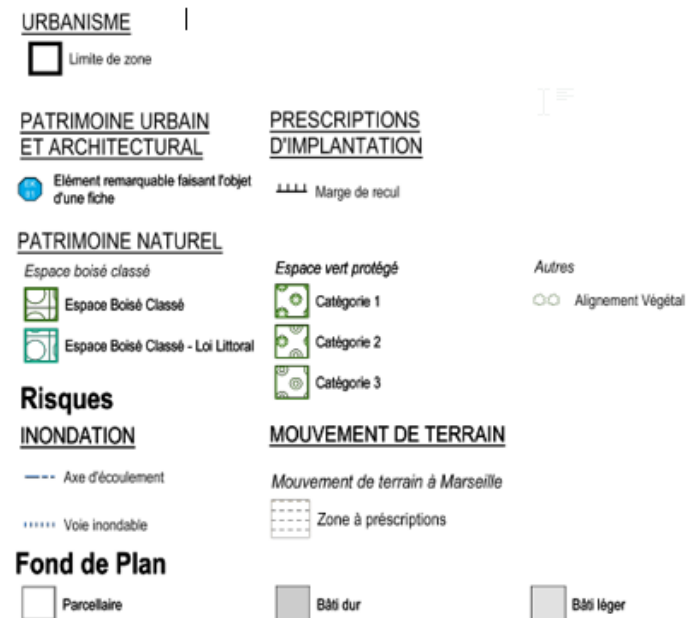 URBANISME
Limite de zone
PATRIMOINE URBAIN
ET ARCHITECTURAL
Elément remarquable faisant l'objet
d'une fiche
PRESCRIPTIONS
D'IMPLANTATION
Marge de recul
PATRIMOINE NATUREL
Espace boisé classé
Espace Boisé Classé
Espace Boisé Classé - Loi Littoral
Espace vert protégé
Catégorie 1
Catégorie 2
Catégorie 3
Autres
Alignement Végétal
Risques
INONDATION
Axe d'écoulement
Voie inondable
MOUVEMENT DE TERRAIN
Mouvement de terrain à Marseille
Zone à préscriptions
Fond de Plan
Parcellaire
Bâti dur
Bâti léger